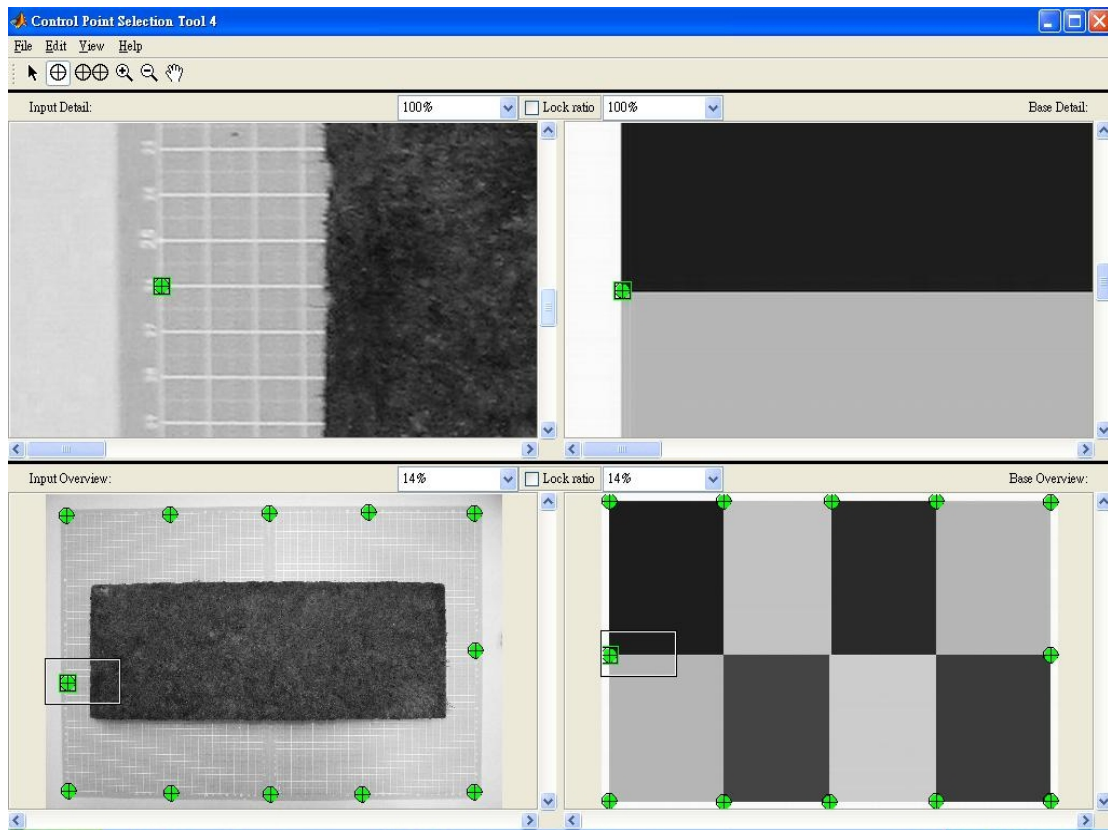 Control Point Selection Tool 4
File Edit View Help
Input Detail: 100% Lock ratio 100% Base Detail:
Input Overview: 14% Lock ratio 14% Base Overview: